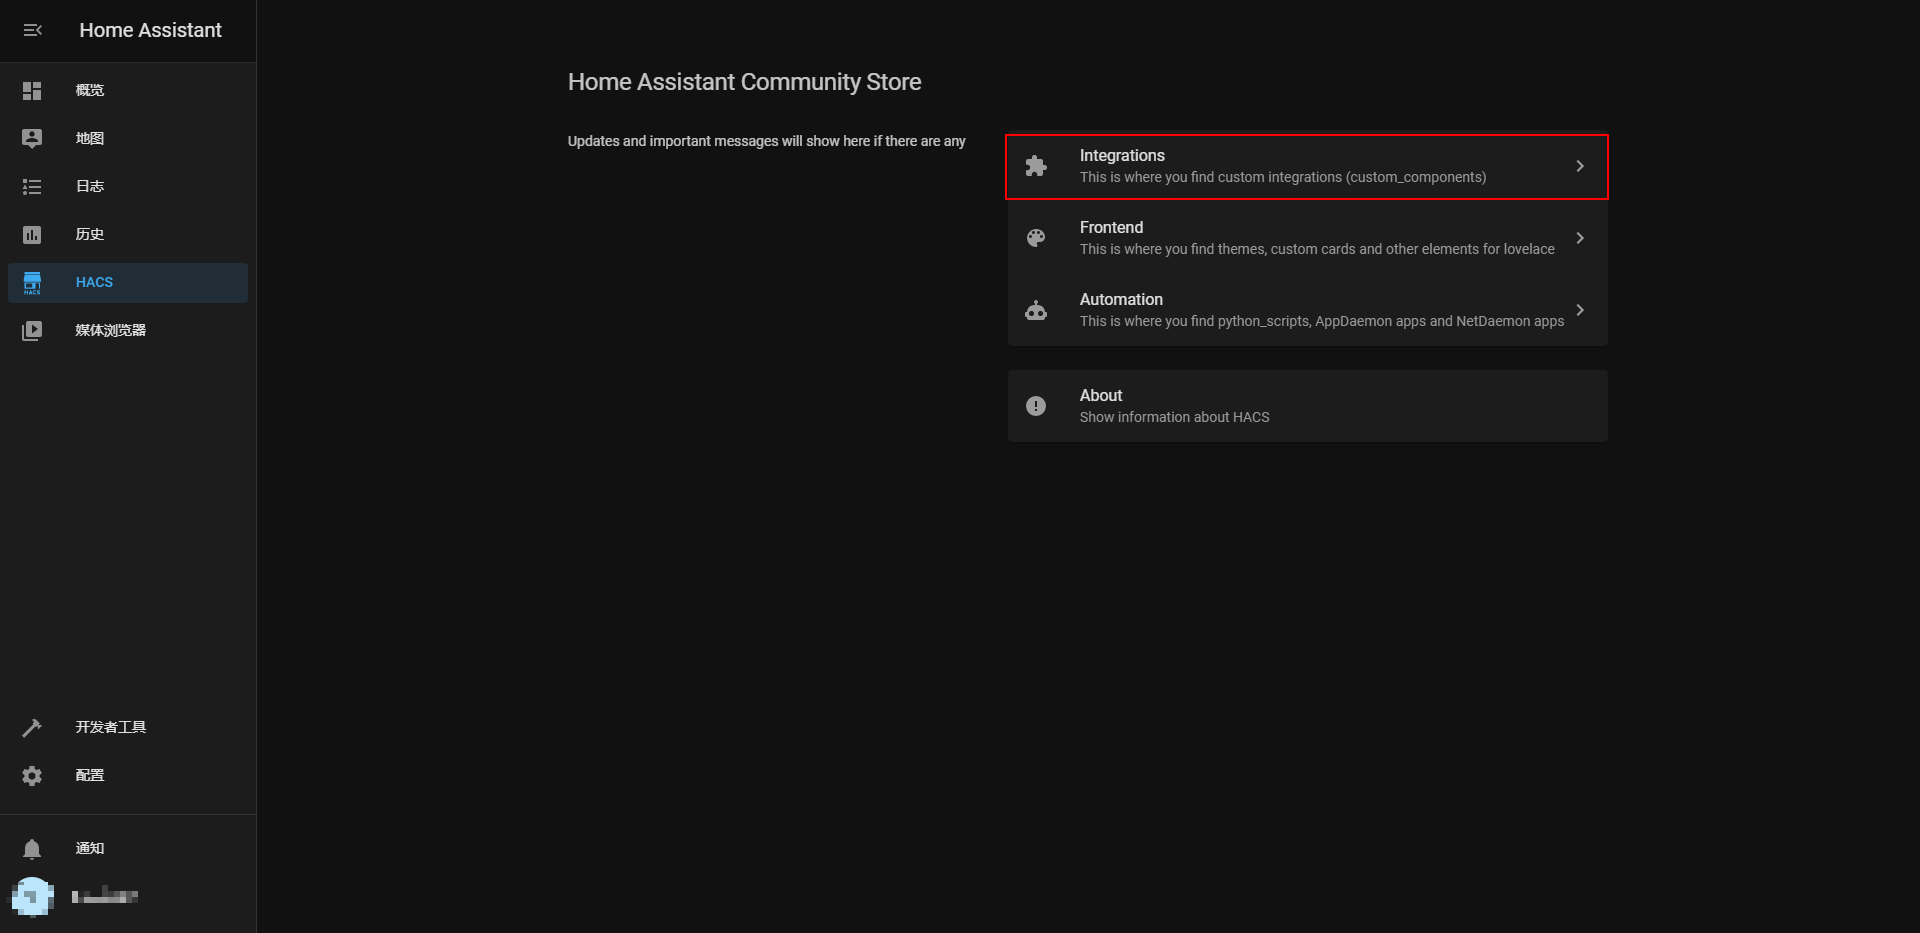 Home Assistant
概览
地图
日志
历史
HACS
HACS
媒体浏览器
开发者工具
配置
通知
Home Assistant Community Store
Updates and important messages will show here if there are any
Integrations
This is where you find custom integrations (custom_components)
Frontend
This is where you find themes, custom cards and other elements for lovelace
Automation
This is where you find python_scripts, AppDaemon apps and NetDaemon apps
About
Show information about HACS